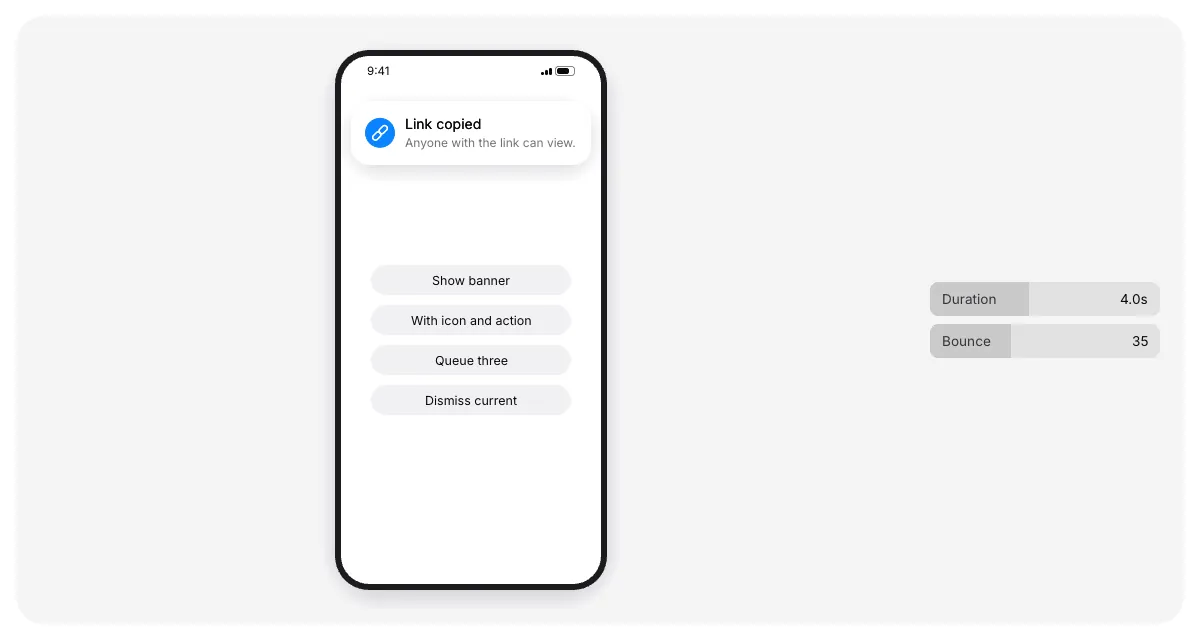 9:41
Link copied
Anyone with the link can view.
Show banner
With icon and action
Queue three
Dismiss current
Duration 4.0s
Bounce 35